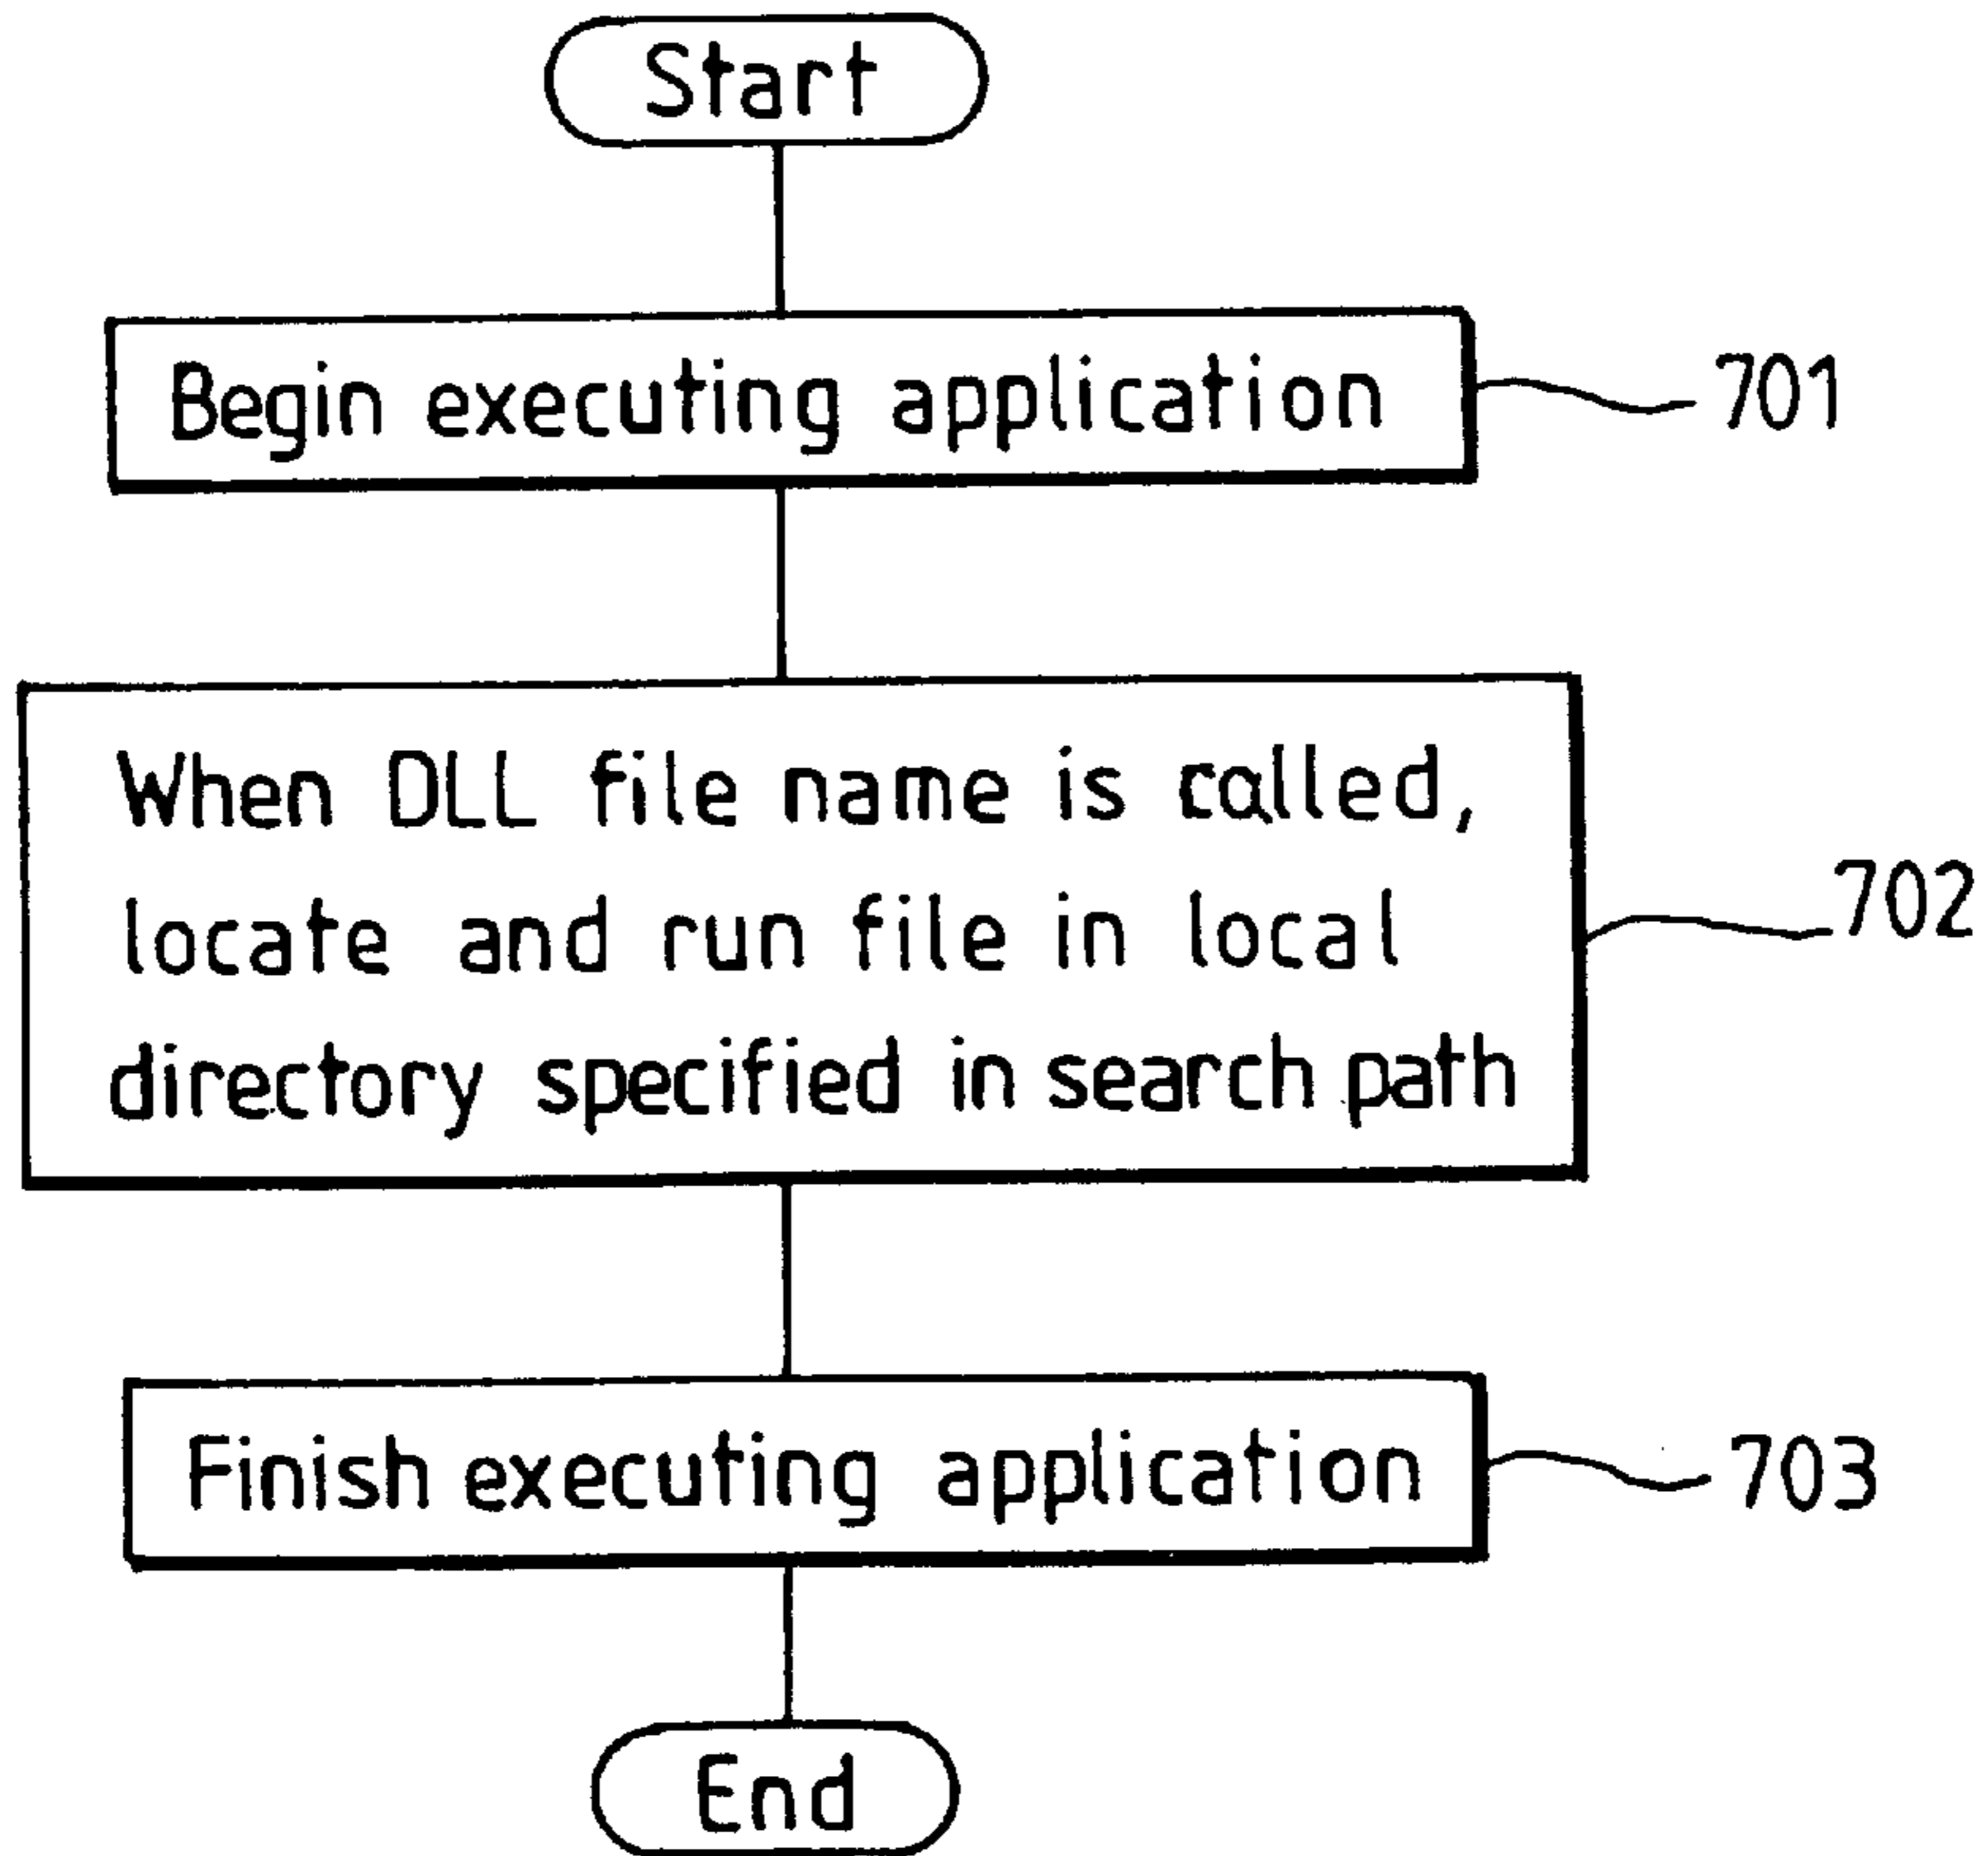 Start
Begin executing application
701
When DLL file name is called,
locate and run file in local
directory specified in search path
702
Finish executing application
703
End